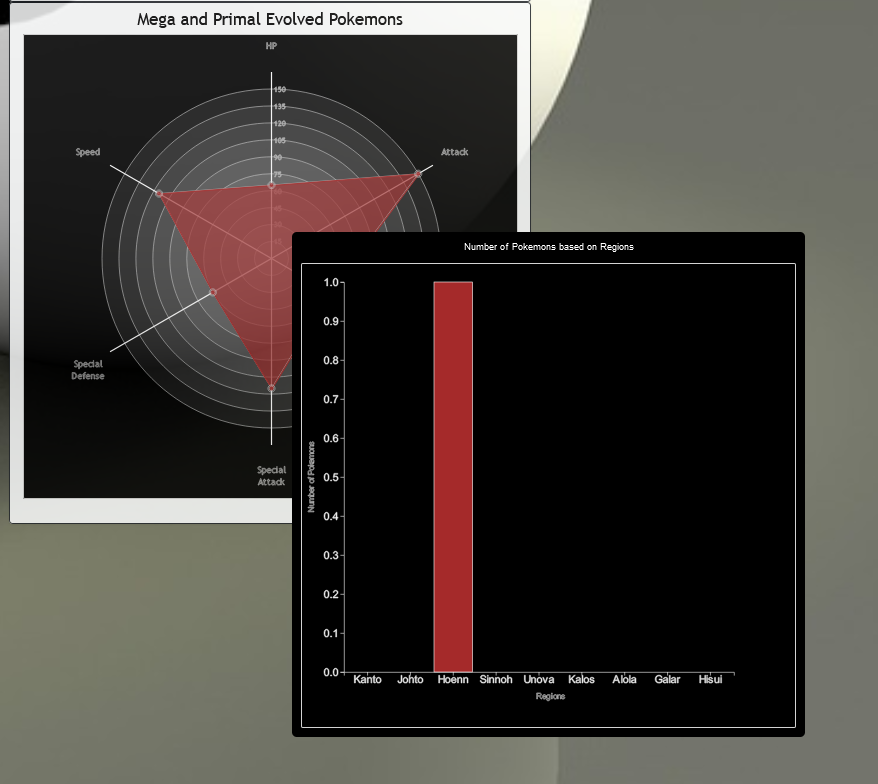 Mega and Primal Evolved Pokemons
HP
150
135
120
105
90
75
Speed
Attack
Special
Defense
Special
Attack
Number of Pokemons based on Regions
1.0
0.9
0.8
0.7
0.6
0.5
0.4
0.3
0.2
0.1
0.0
Number of Pokemons
Kanto Johto Hoenn Sinnoh Unova Kalos Alola Galar Hisui
Regions